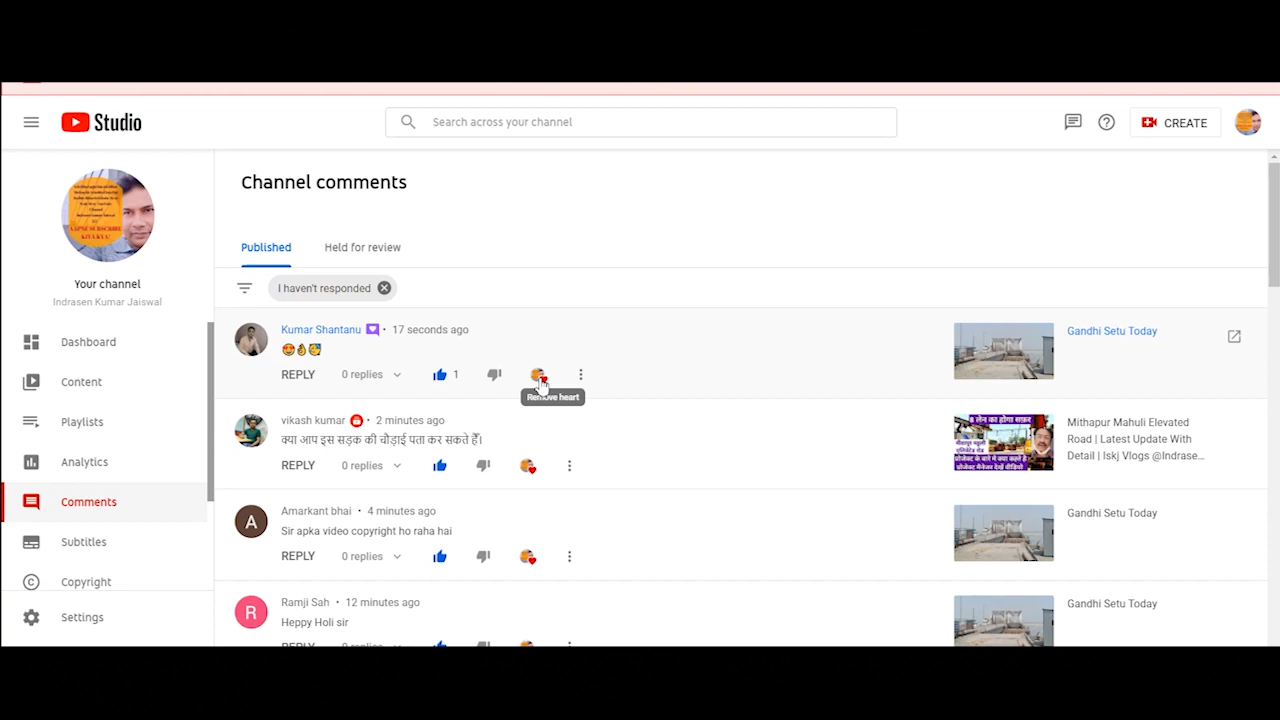 Studio
Search across your channel
CREATE
Your channel
Indrasen Kumar Jaiswal
Dashboard
Content
Playlists
Analytics
Comments
Subtitles
Copyright
Settings
Channel comments
Published
Held for review
I haven't responded
Kumar Shantanu • 17 seconds ago
😍👌🥰
REPLY 0 replies 1
Remove heart
Gandhi Setu Today
vikash kumar • 2 minutes ago
क्या आप इस सड़क की चौड़ाई पता कर सकते हैं।
REPLY 0 replies
Mithapur Mahuli Elevated
Road | Latest Update With
Detail | Iskj Vlogs @Indrase...
Amarkant bhai • 4 minutes ago
Sir apka video copyright ho raha hai
REPLY 0 replies
Gandhi Setu Today
A
Ramji Sah • 12 minutes ago
Heppy Holi sir
REPLY 0 replies
Gandhi Setu Today
R